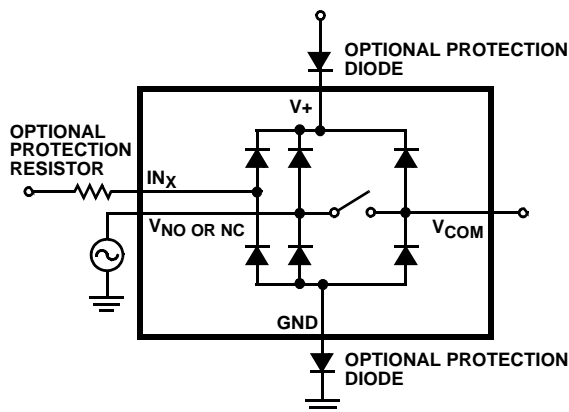 OPTIONAL PROTECTION
DIODE
V+
OPTIONAL
PROTECTION
RESISTOR
INX
VNO OR NC
VCOM
GND
OPTIONAL PROTECTION
DIODE